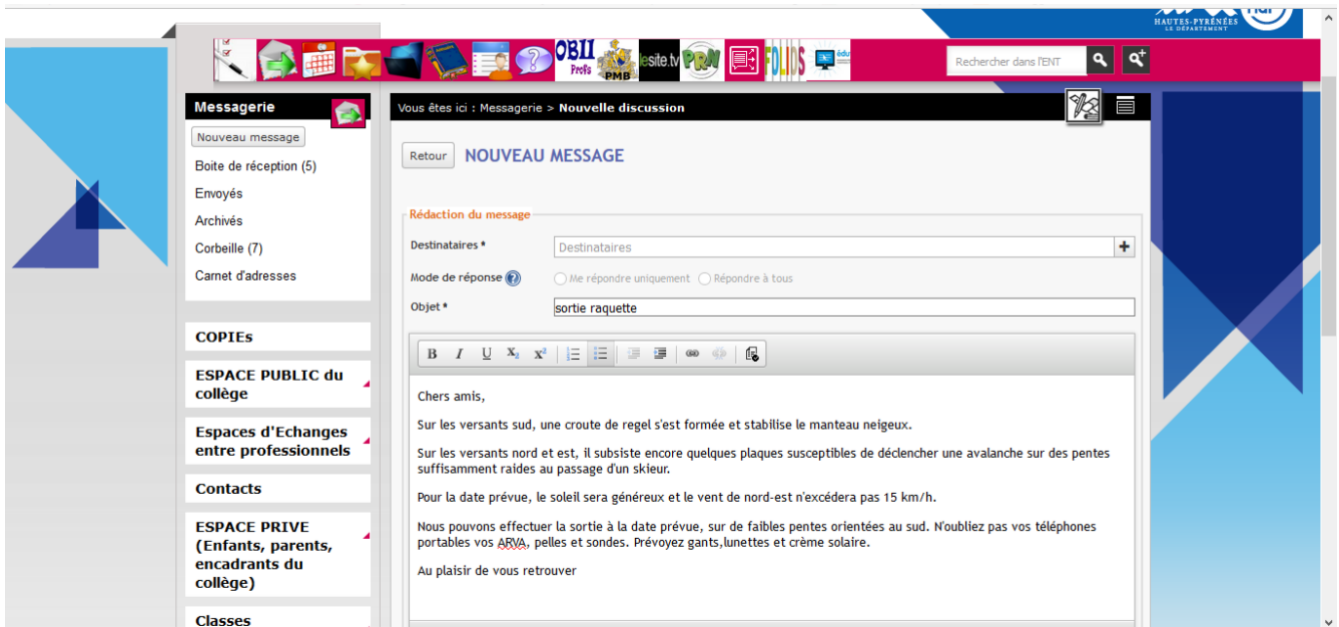 HAUTES-PYRÉNÉES
LE DÉPARTEMENT
OBII
Profs
PMB
lesite.tv
PRN
FOLIOS
édu
Rechercher dans l'ENT
Messagerie
Nouveau message
Boite de réception (5)
Envoyés
Archivés
Corbeille (7)
Carnet d'adresses
COPIEs
ESPACE PUBLIC du
collège
Espaces d'Echanges
entre professionnels
Contacts
ESPACE PRIVE
(Enfants, parents,
encadrants du
collège)
Classes
Vous êtes ici : Messagerie > Nouvelle discussion
Retour NOUVEAU MESSAGE
Rédaction du message
Destinataires * Destinataires
Mode de réponse Me répondre uniquement Répondre à tous
Objet * sortie raquette
B I U X₂ X²
Chers amis,
Sur les versants sud, une croute de regel s'est formée et stabilise le manteau neigeux.
Sur les versants nord et est, il subsiste encore quelques plaques susceptibles de déclencher une avalanche sur des pentes
suffisamment raides au passage d'un skieur.
Pour la date prévue, le soleil sera généreux et le vent de nord-est n'excédera pas 15 km/h.
Nous pouvons effectuer la sortie à la date prévue, sur de faibles pentes orientées au sud. N'oubliez pas vos téléphones
portables vos ARVA, pelles et sondes. Prévoyez gants,lunettes et crème solaire.
Au plaisir de vous retrouver